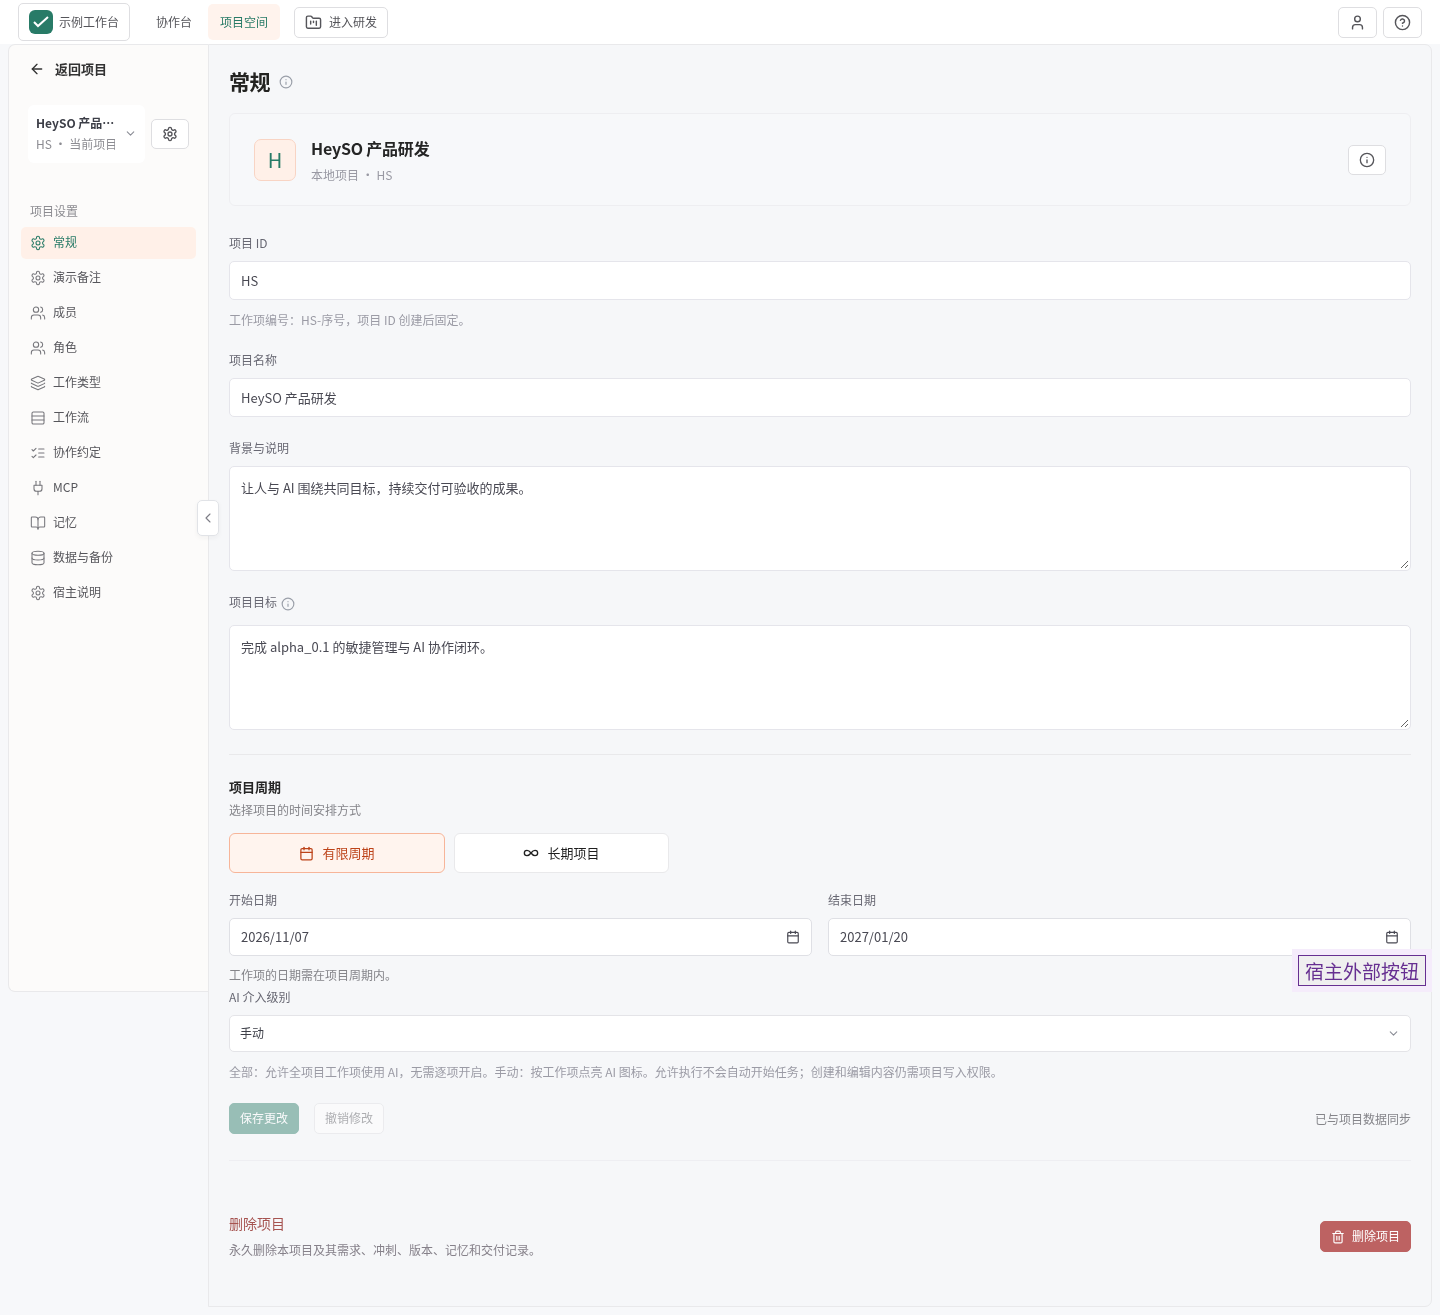 示例工作台
协作台
项目空间
进入研发
返回项目
HeySO 产品…
HS • 当前项目
项目设置
常规
演示备注
成员
角色
工作类型
工作流
协作约定
MCP
记忆
数据与备份
宿主说明
常规
H
HeySO 产品研发
本地项目 • HS
项目 ID
HS
工作项编号：HS-序号，项目 ID 创建后固定。
项目名称
HeySO 产品研发
背景与说明
让人与 AI 围绕共同目标，持续交付可验收的成果。
项目目标
完成 alpha_0.1 的敏捷管理与 AI 协作闭环。
项目周期
选择项目的时间安排方式
有限周期
长期项目
开始日期
结束日期
2026/11/07
2027/01/20
工作项的日期需在项目周期内。
宿主外部按钮
AI 介入级别
手动
全部：允许全项目工作项使用 AI，无需逐项开启。手动：按工作项点亮 AI 图标。允许执行不会自动开始任务；创建和编辑内容仍需项目写入权限。
保存更改
撤销修改
已与项目数据同步
删除项目
永久删除本项目及其需求、冲刺、版本、记忆和交付记录。
删除项目